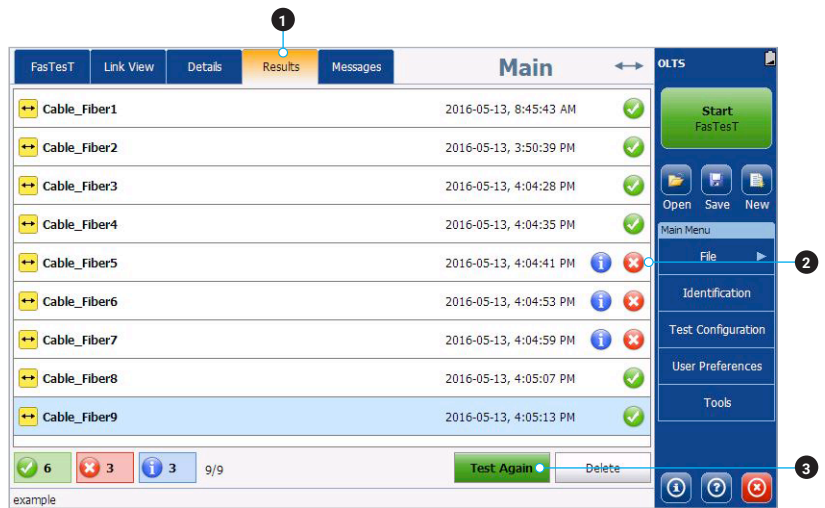 1
FasTesT Link View Details Results Messages Main OLTS
Cable_Fiber1 2016-05-13, 8:45:43 AM
Cable_Fiber2 2016-05-13, 3:50:39 PM
Cable_Fiber3 2016-05-13, 4:04:28 PM
Cable_Fiber4 2016-05-13, 4:04:35 PM
Cable_Fiber5 2016-05-13, 4:04:41 PM
Cable_Fiber6 2016-05-13, 4:04:53 PM
Cable_Fiber7 2016-05-13, 4:04:59 PM
Cable_Fiber8 2016-05-13, 4:05:07 PM
Cable_Fiber9 2016-05-13, 4:05:13 PM
6 3 3 9/9 Test Again Delete
example
Start
FasTesT
Open Save New
Main Menu
File
Identification
Test Configuration
User Preferences
Tools
2
3